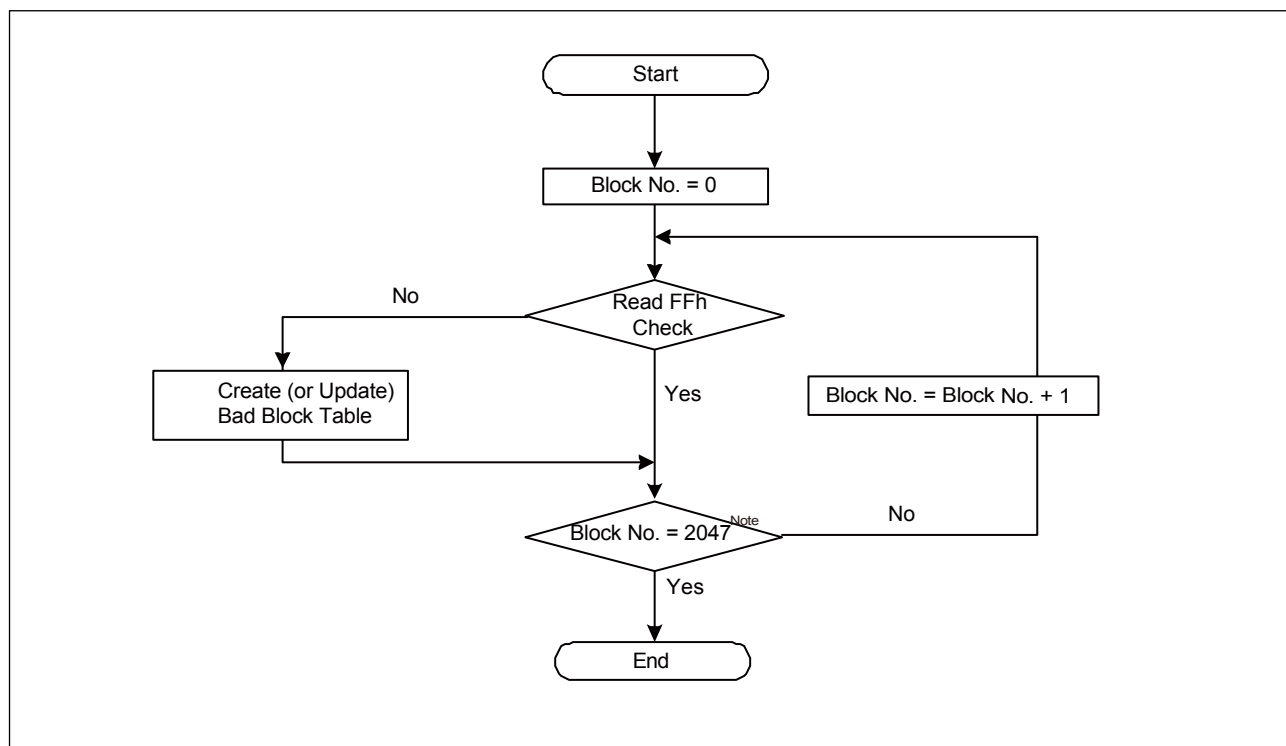 Start
Block No. = 0
No
Read FFh
Check
Create (or Update)
Bad Block Table
Yes
Block No. = Block No. + 1
Block No. = 2047 Note
No
Yes
End